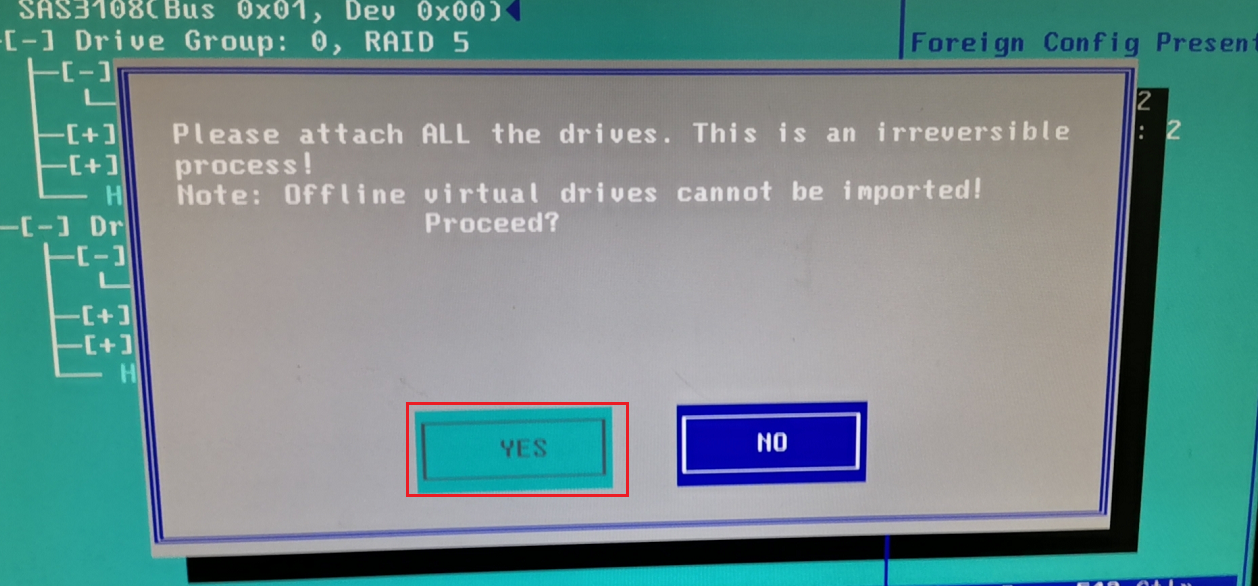 SAS3108(Bus 0x01, Dev 0x00)
[-] Drive Group: 0, RAID 5
Foreign Config Presen
[-]
2
[+]
: 2
[+]
H
[-] Dr
[-]
[+]
[+]
H
Please attach ALL the drives. This is an irreversible
process!
Note: Offline virtual drives cannot be imported!
Proceed?
YES
NO